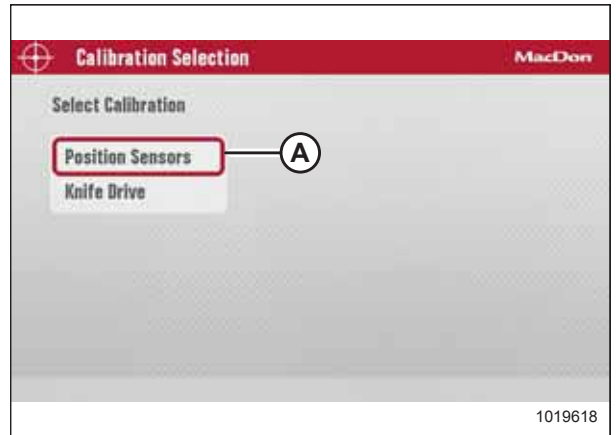 Calibration Selection MacDon
Select Calibration
Position Sensors A
Knife Drive
1019618